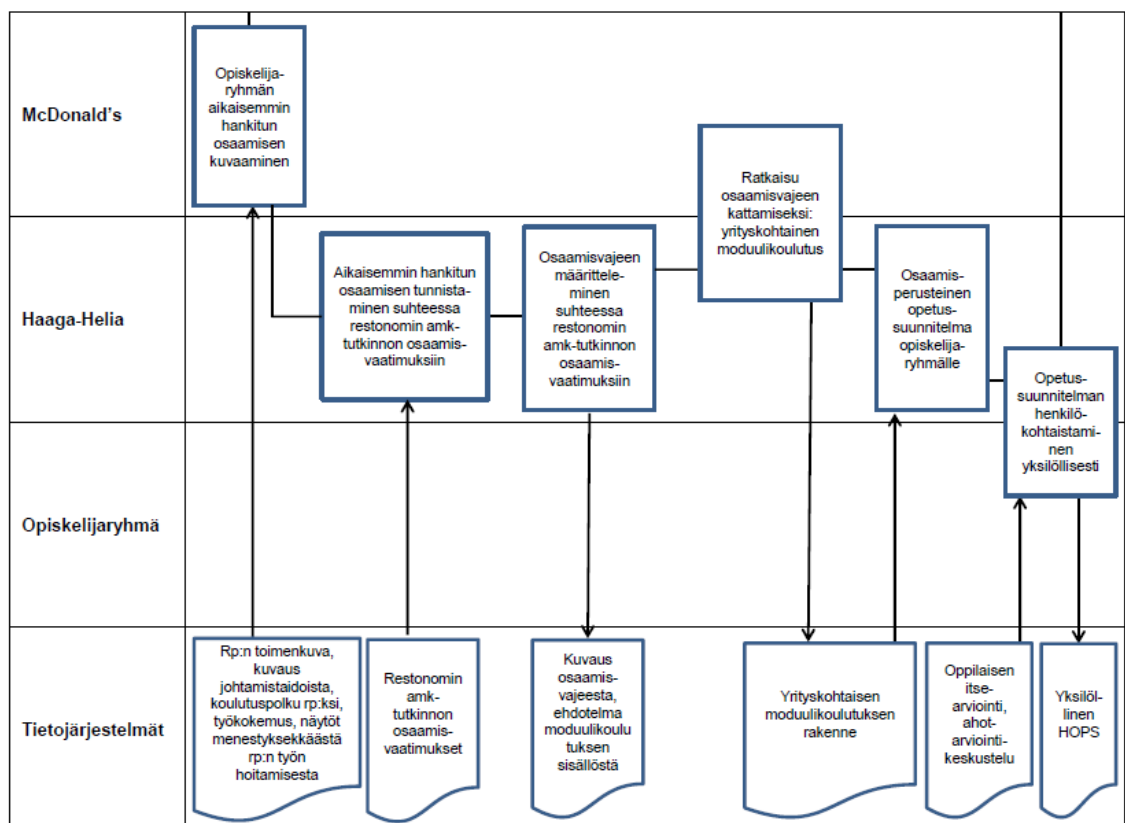 McDonald's
Opiskelija-
ryhmän
aikaisemmin
hankitun
osaamisen
kuvaaminen
Ratkaisu
osaamisvajeen
kattamiseksi:
yrityskohtainen
moduulikoulutus
Haaga-Helia
Aikaisemmin hankitun
osaamisen tunnista-
minen suhteessa
restonomin amk-
tutkinnon osaamis-
vaatimuksiin
Osaamisvajeen
määrittele-
minen
suhteessa
restonomin
amk-tutkinnon
osaamis-
vaatimuksiin
Osaamis-
perusteinen
opetus-
suunnitelma
opiskelija-
ryhmälle
Opetus-
suunnitelman
henkilö-
kohtaistami-
nen
yksilöllisesti
Opiskelijaryhmä
Tietojärjestelmät
Rp:n toimenkuva,
kuvaus
johtamistaidoista,
koulutuspolku rp:ksi,
työkokemus, näytöt
menestyksekkäästä
rp:n työn
hoitamisesta
Restonomin
amk-
tutkinnon
osaamis-
vaatimukset
Kuvaus
osaamis-
vajeesta,
ehdotelma
moduulikoulu
tuksen
sisällöstä
Yrityskohtaisen
moduulikoulutuksen
rakenne
Oppilaisen
itse-
arviointi,
ahot-
arviointi-
keskustelu
Yksilöl-
linen
HOPS